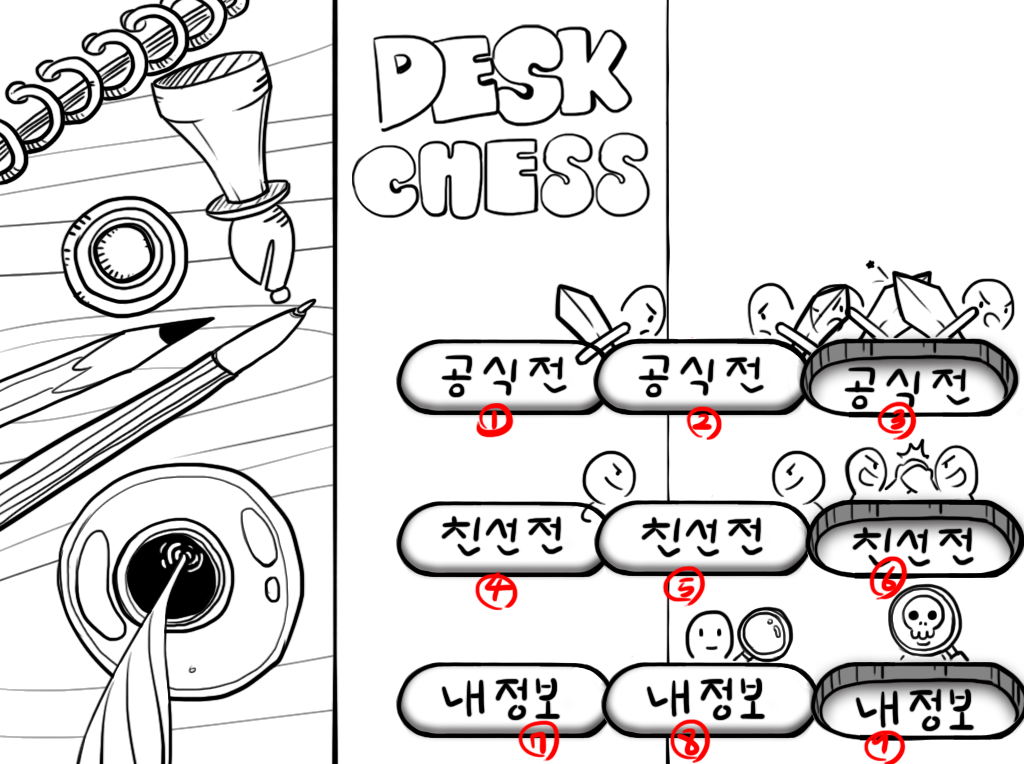 DESK
CHESS
공식전 공식전 공식전
① ② ③
친선전 친선전 친선전
④ ⑤ ⑥
내정보 내정보 내정보
⑦ ⑧ ⑨